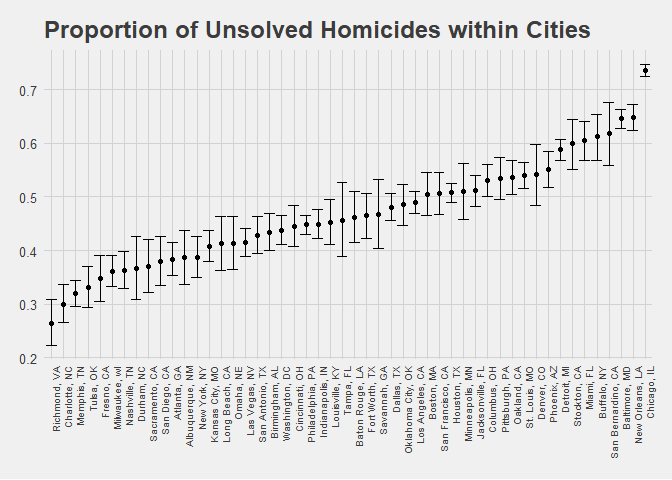 Proportion of Unsolved Homicides within Cities
0.7
0.6
0.5
0.4
0.3
0.2
Richmond, VA
Charlotte, NC
Memphis, TN
Tulsa, OK
Fresno, CA
Milwaukee, wI
Nashville, TN
Durham, NC
Sacramento, CA
San Diego, CA
Atlanta, GA
Albuquerque, NM
New York, NY
Kansas City, MO
Long Beach, CA
Omaha, NE
Las Vegas, NV
San Antonio, TX
Birmingham, AL
Washington, DC
Cincinnati, OH
Philadelphia, PA
Indianapolis, IN
Louisville, KY
Tampa, FL
Baton Rouge, LA
Fort Worth, TX
Savannah, GA
Dallas, TX
Oklahoma City, OK
Los Angeles, CA
Boston, MA
San Francisco, CA
Houston, TX
Minneapolis, MN
Jacksonville, FL
Columbus, OH
Pittsburgh, PA
Oakland, CA
St. Louis, MO
Denver, CO
Phoenix, AZ
Detroit, MI
Stockton, CA
Miami, FL
Buffalo, NY
San Bernardino, CA
Baltimore, MD
New Orleans, LA
Chicago, IL